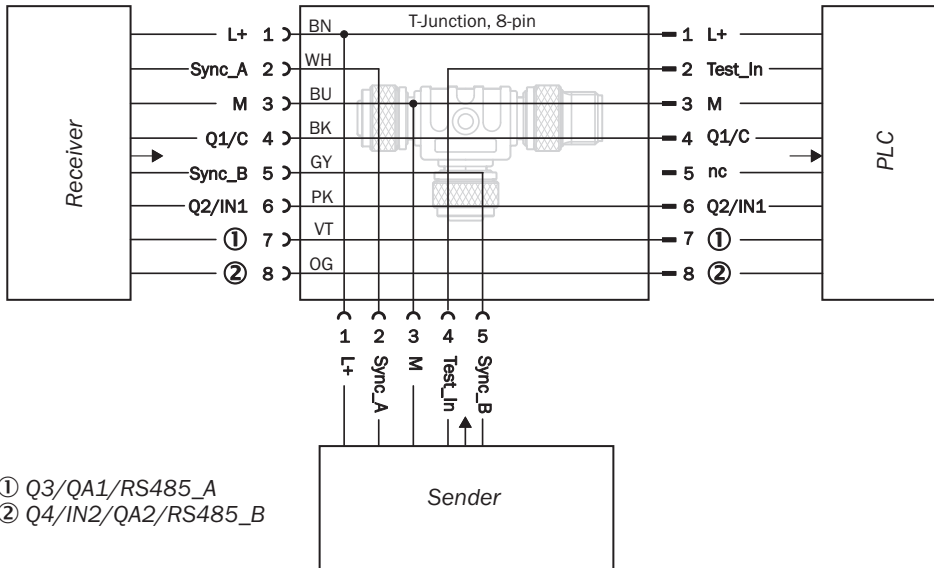 T-Junction, 8-pin
L+ 1 BN 1 L+
Sync_A 2 WH 2 Test_In
M 3 BU 3 M
Q1/C 4 BK 4 Q1/C
Sync_B 5 GY 5 nc
Q2/IN1 6 PK 6 Q2/IN1
① 7 VT 7 ①
② 8 OG 8 ②
Receiver
PLC
1 2 3 4 5
L+
Sync_A
M
Test_In
Sync_B
Sender
① Q3/QA1/RS485_A
② Q4/IN2/QA2/RS485_B